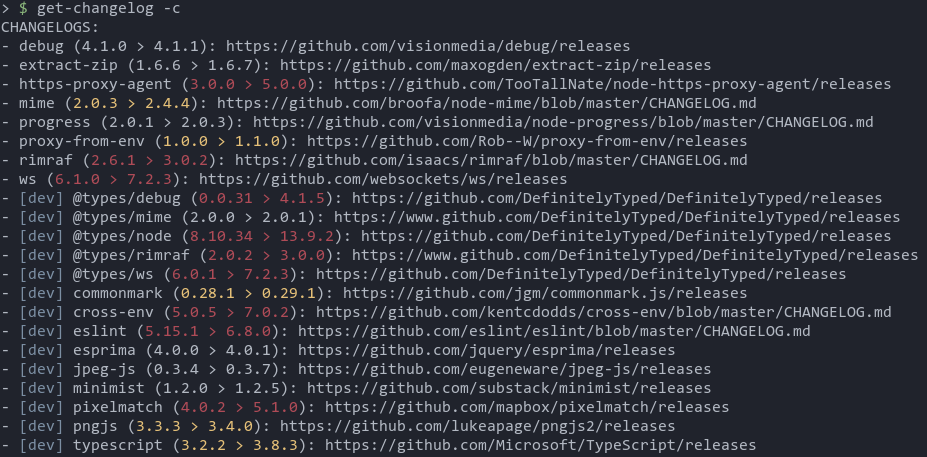 > $ get-changelog -c
CHANGELOGS:
- debug (4.1.0 > 4.1.1): https://github.com/visionmedia/debug/releases
- extract-zip (1.6.6 > 1.6.7): https://github.com/maxogden/extract-zip/releases
- https-proxy-agent (3.0.0 > 5.0.0): https://github.com/TooTallNate/node-https-proxy-agent/releases
- mime (2.0.3 > 2.4.4): https://github.com/broofa/node-mime/blob/master/CHANGELOG.md
- progress (2.0.1 > 2.0.3): https://github.com/visionmedia/node-progress/blob/master/CHANGELOG.md
- proxy-from-env (1.0.0 > 1.1.0): https://github.com/Rob--W/proxy-from-env/releases
- rimraf (2.6.1 > 3.0.2): https://github.com/isaacs/rimraf/blob/master/CHANGELOG.md
- ws (6.1.0 > 7.2.3): https://github.com/websockets/ws/releases
- [dev] @types/debug (0.0.31 > 4.1.5): https://github.com/DefinitelyTyped/DefinitelyTyped/releases
- [dev] @types/mime (2.0.0 > 2.0.1): https://www.github.com/DefinitelyTyped/DefinitelyTyped/releases
- [dev] @types/node (8.10.34 > 13.9.2): https://github.com/DefinitelyTyped/DefinitelyTyped/releases
- [dev] @types/rimraf (2.0.2 > 3.0.0): https://www.github.com/DefinitelyTyped/DefinitelyTyped/releases
- [dev] @types/ws (6.0.1 > 7.2.3): https://github.com/DefinitelyTyped/DefinitelyTyped/releases
- [dev] commonmark (0.28.1 > 0.29.1): https://github.com/jgm/commonmark.js/releases
- [dev] cross-env (5.0.5 > 7.0.2): https://github.com/kentcdodds/cross-env/blob/master/CHANGELOG.md
- [dev] eslint (5.15.1 > 6.8.0): https://github.com/eslint/eslint/blob/master/CHANGELOG.md
- [dev] esprima (4.0.0 > 4.0.1): https://github.com/jquery/esprima/releases
- [dev] jpeg-js (0.3.4 > 0.3.7): https://github.com/eugeneware/jpeg-js/releases
- [dev] minimist (1.2.0 > 1.2.5): https://github.com/substack/minimist/releases
- [dev] pixelmatch (4.0.2 > 5.1.0): https://github.com/mapbox/pixelmatch/releases
- [dev] pngjs (3.3.3 > 3.4.0): https://github.com/lukeapage/pngjs2/releases
- [dev] typescript (3.2.2 > 3.8.3): https://github.com/Microsoft/TypeScript/releases